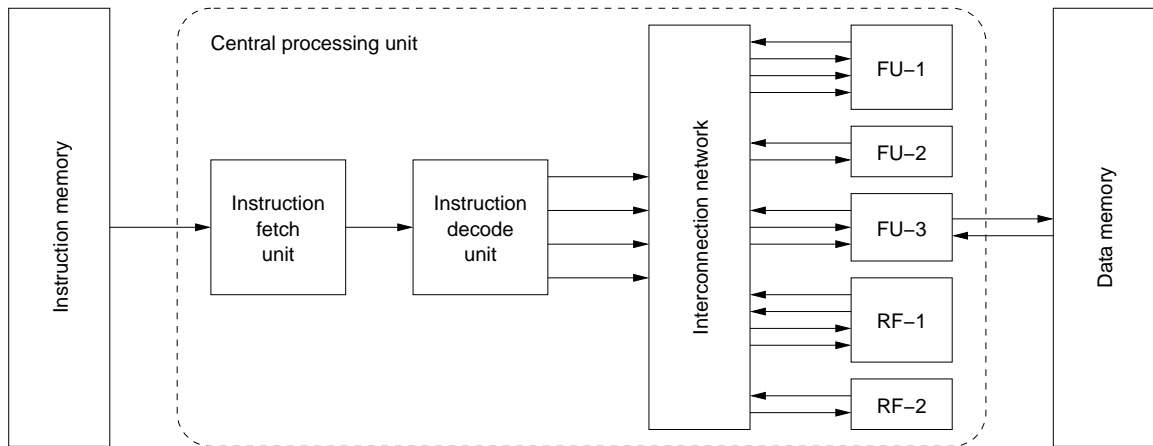 Central processing unit
Instruction memory
Instruction
fetch
unit
Instruction
decode
unit
Interconnection network
FU−1
FU−2
FU−3
RF−1
RF−2
Data memory